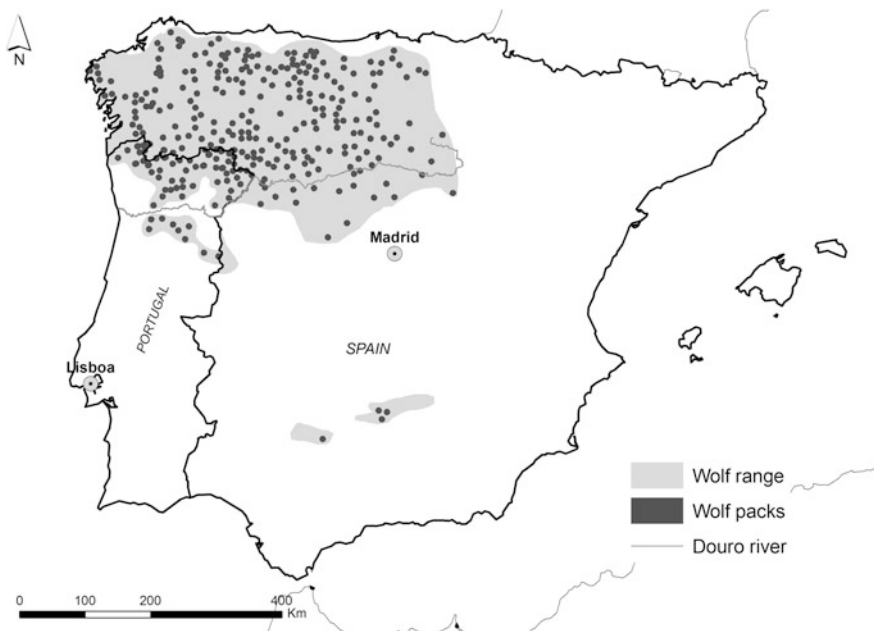 N
Madrid
PORTUGAL
SPAIN
Lisboa
Wolf range
Wolf packs
Douro river
0 100 200 400
Km